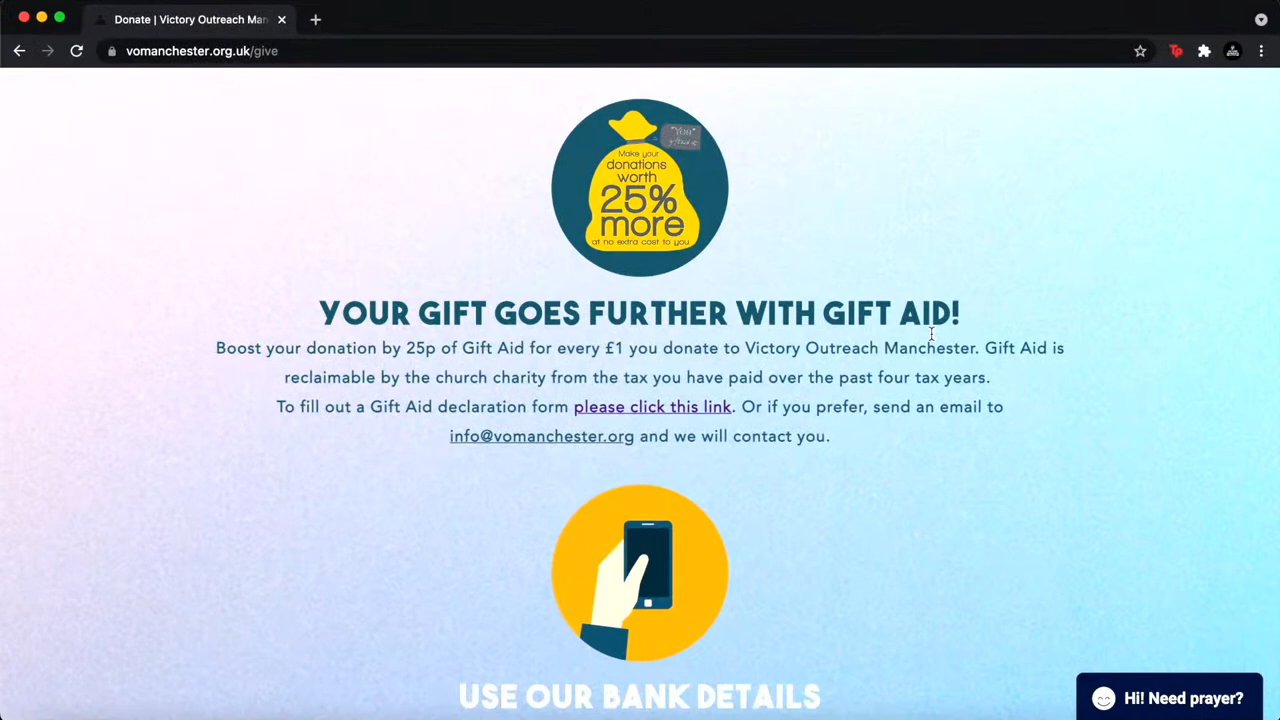 Donate | Victory Outreach Man
vomanchester.org.uk/give
Make your
donations
worth
25%
more
at no extra cost to you
YOUR GIFT GOES FURTHER WITH GIFT AID!
Boost your donation by 25p of Gift Aid for every £1 you donate to Victory Outreach Manchester. Gift Aid is
reclaimable by the church charity from the tax you have paid over the past four tax years.
To fill out a Gift Aid declaration form please click this link. Or if you prefer, send an email to
info@vomanchester.org and we will contact you.
USE OUR BANK DETAILS
Hi! Need prayer?